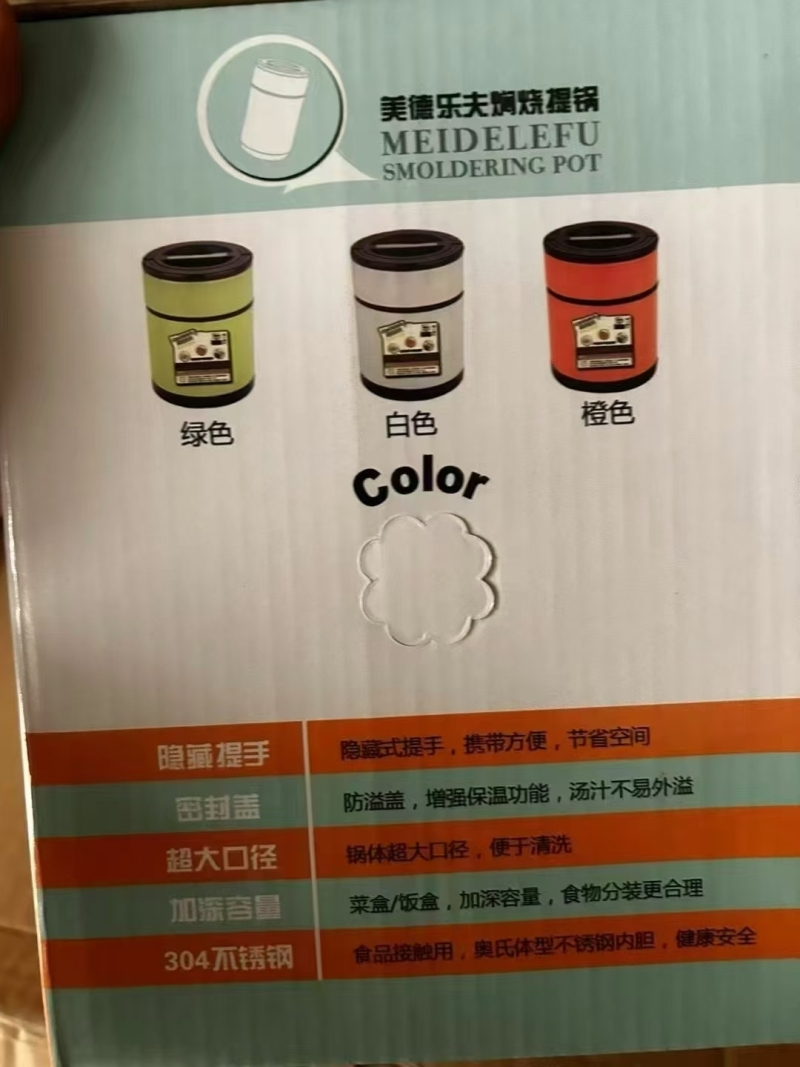 美德乐夫焖烧提锅
MEIDELEFU
SMOLDERING POT
绿色
白色
橙色
Color
隐藏提手 隐藏式提手，携带方便，节省空间
密封盖 防溢盖，增强保温功能，汤汁不易外溢
超大口径 锅体超大口径，便于清洗
加深容量 菜盒/饭盒，加深容量，食物分装更合理
304不锈钢 食品接触用，奥氏体型不锈钢内胆，健康安全